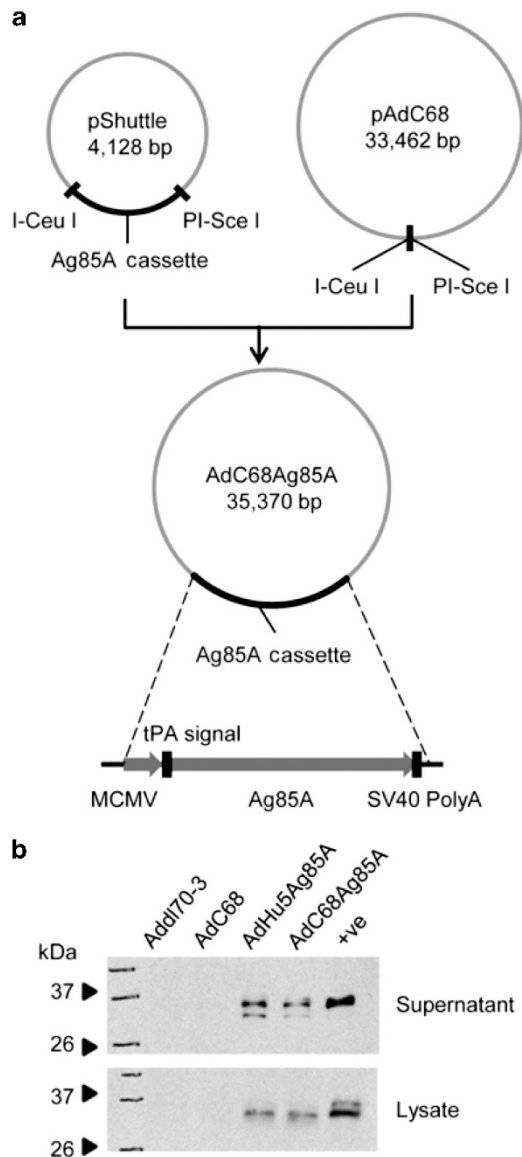 a
pShuttle
4,128 bp
pAdC68
33,462 bp
I-Ceu I
PI-Sce I
Ag85A cassette
I-Ceu I
PI-Sce I
AdC68Ag85A
35,370 bp
Ag85A cassette
tPA signal
MCMV
Ag85A
SV40 PolyA
b
kDa
Addl70-3
AdC68
AdHu5Ag85A
AdC68Ag85A
+ve
37
26
Supernatant
37
26
Lysate